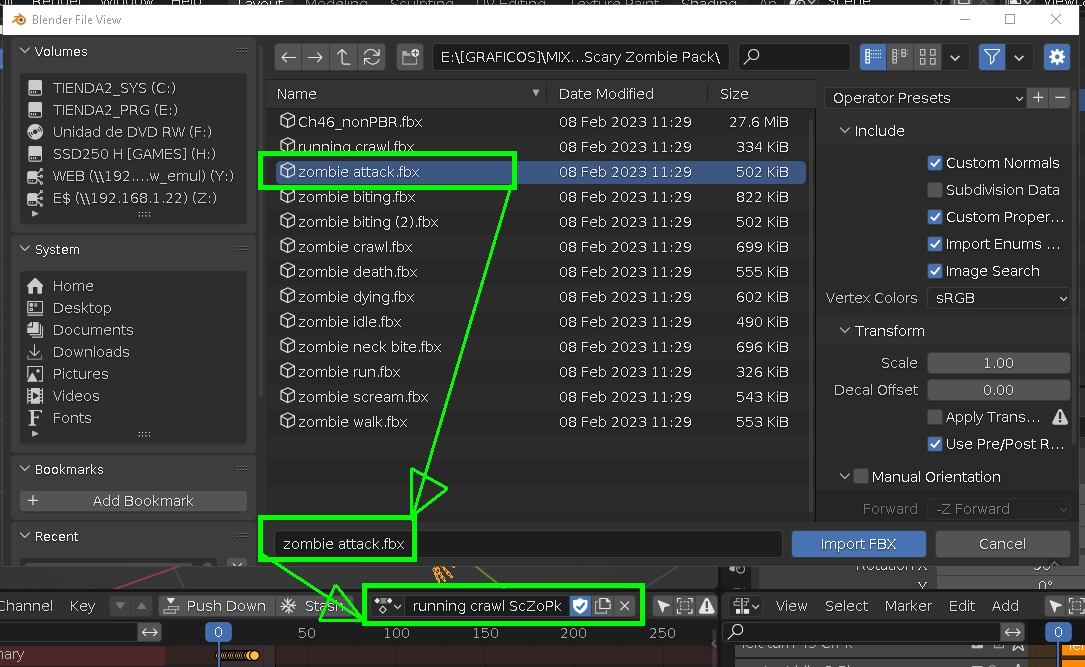 Blender File View
Volumes
TIENDA2_SYS (C:)
TIENDA2_PRG (E:)
Unidad de DVD RW (F:)
SSD250 H [GAMES] (H:)
WEB (\\192....w_emul) (Y:)
E$ (\\192.168.1.22) (Z:)
System
Home
Desktop
Documents
Downloads
Pictures
Videos
Fonts
Bookmarks
Add Bookmark
Recent
E:\[GRAFICOS]\MIX...Scary Zombie Pack\
Name Date Modified Size
Ch46_nonPBR.fbx 08 Feb 2023 11:29 27.6 MiB
running crawl.fbx 08 Feb 2023 11:29 334 KiB
zombie attack.fbx 08 Feb 2023 11:29 502 KiB
zombie biting.fbx 08 Feb 2023 11:29 822 KiB
zombie biting (2).fbx 08 Feb 2023 11:29 502 KiB
zombie crawl.fbx 08 Feb 2023 11:29 699 KiB
zombie death.fbx 08 Feb 2023 11:29 555 KiB
zombie dying.fbx 08 Feb 2023 11:29 602 KiB
zombie idle.fbx 08 Feb 2023 11:29 490 KiB
zombie neck bite.fbx 08 Feb 2023 11:29 696 KiB
zombie run.fbx 08 Feb 2023 11:29 326 KiB
zombie scream.fbx 08 Feb 2023 11:29 543 KiB
zombie walk.fbx 08 Feb 2023 11:29 553 KiB
Operator Presets
Include
Custom Normals
Subdivision Data
Custom Proper...
Import Enums ...
Image Search
Vertex Colors sRGB
Transform
Scale 1.00
Decal Offset 0.00
Apply Trans...
Use Pre/Post R...
Manual Orientation
Forward -Z Forward
zombie attack.fbx Import FBX Cancel
Channel Key Push Down Stash running crawl ScZoPk View Select Marker Edit Add
0 50 100 150 200 250 0